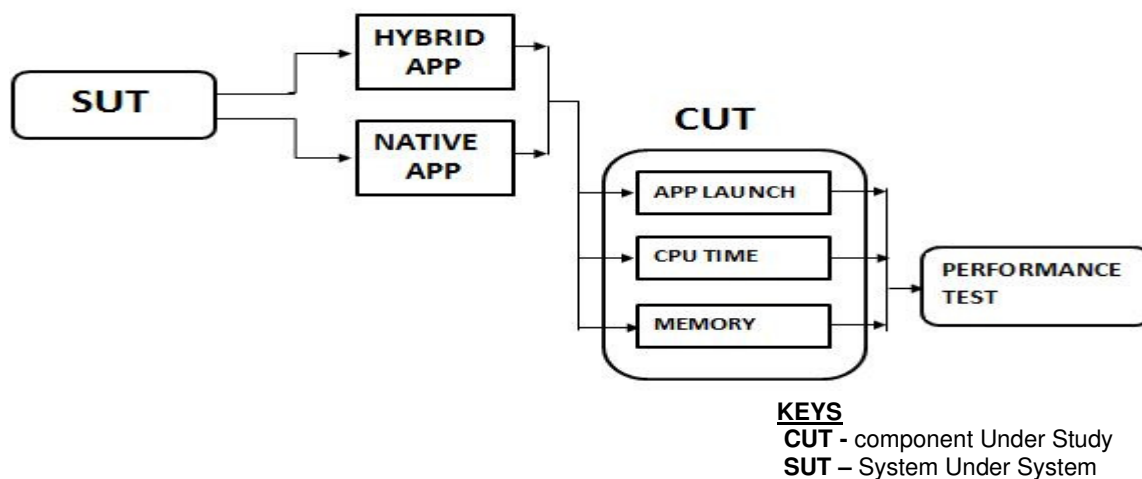 SUT
HYBRID
APP
NATIVE
APP
CUT
APP LAUNCH
CPU TIME
MEMORY
PERFORMANCE
TEST
KEYS
CUT - component Under Study
SUT – System Under System